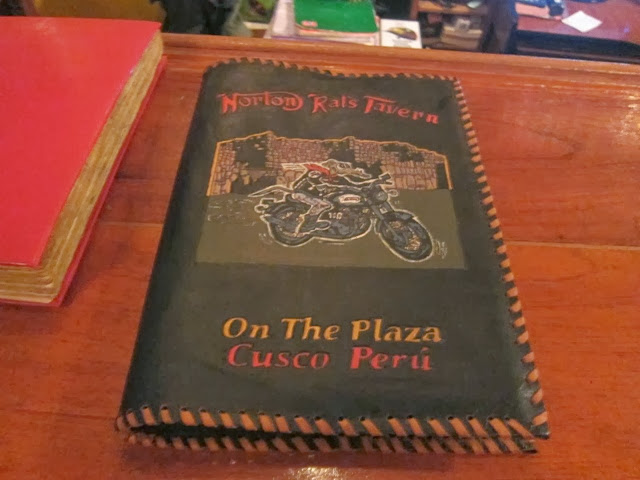 Norton Rats Tavern
On The Plaza
Cusco Perú